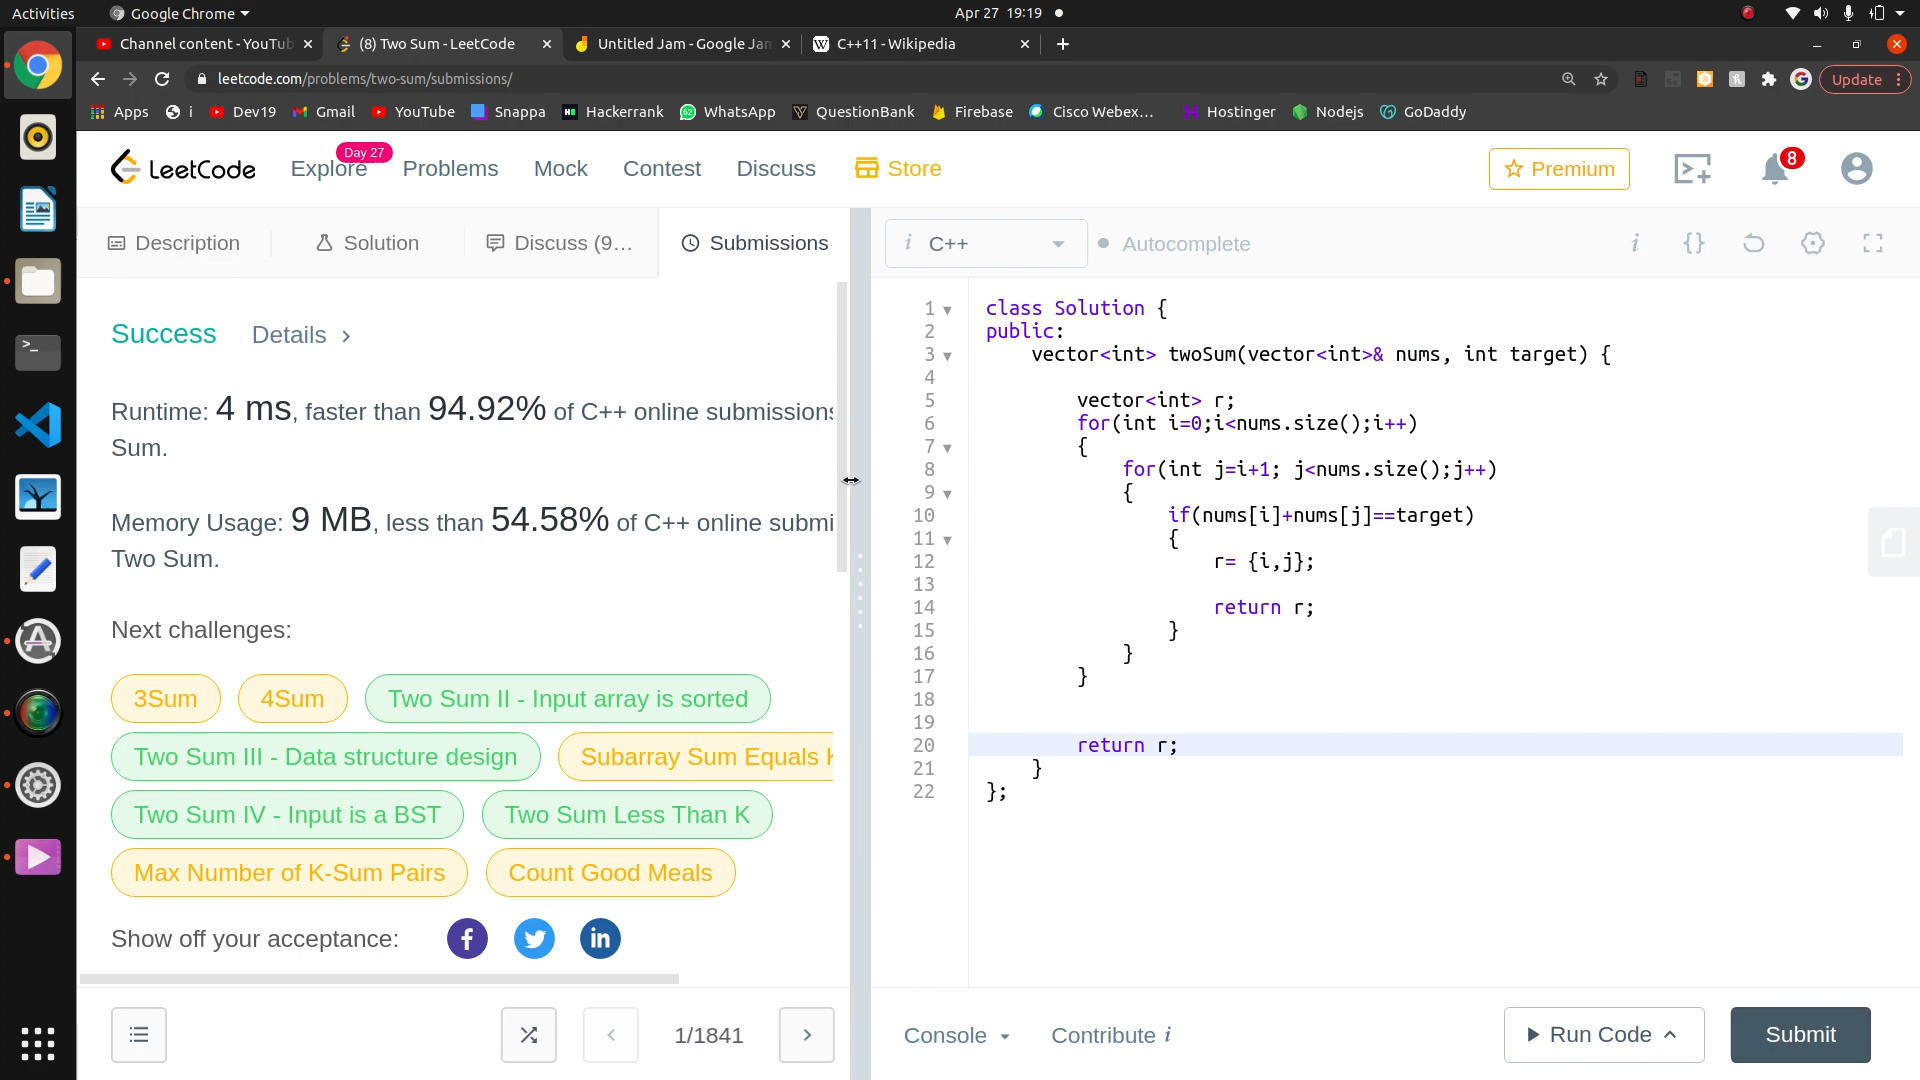 Activities
Google Chrome
Apr 27 19:19
Channel content - YouTub
(8) Two Sum - LeetCode
Untitled Jam - Google Jam
C++11 - Wikipedia
leetcode.com/problems/two-sum/submissions/
Update
Apps
i
Dev19
Gmail
YouTube
Snappa
Hackerrank
WhatsApp
QuestionBank
Firebase
Cisco Webex...
Hostinger
Nodejs
GoDaddy
LeetCode
Explore
Day 27
Problems
Mock
Contest
Discuss
Store
Premium
8
Description
Solution
Discuss (9...
Submissions
i C++
Autocomplete
i
{}
Success
Details >
Runtime: 4 ms, faster than 94.92% of C++ online submissions
Sum.
Memory Usage: 9 MB, less than 54.58% of C++ online submi
Two Sum.
Next challenges:
3Sum
4Sum
Two Sum II - Input array is sorted
Two Sum III - Data structure design
Subarray Sum Equals K
Two Sum IV - Input is a BST
Two Sum Less Than K
Max Number of K-Sum Pairs
Count Good Meals
Show off your acceptance:
1/1841
1 class Solution {
2 public:
3 vector<int> twoSum(vector<int>& nums, int target) {
4
5 vector<int> r;
6 for(int i=0;i<nums.size();i++)
7 {
8 for(int j=i+1; j<nums.size();j++)
9 {
10 if(nums[i]+nums[j]==target)
11 {
12 r= {i,j};
13
14 return r;
15 }
16 }
17 }
18
19
20 return r;
21 }
22 };
Console
Contribute i
Run Code
Submit